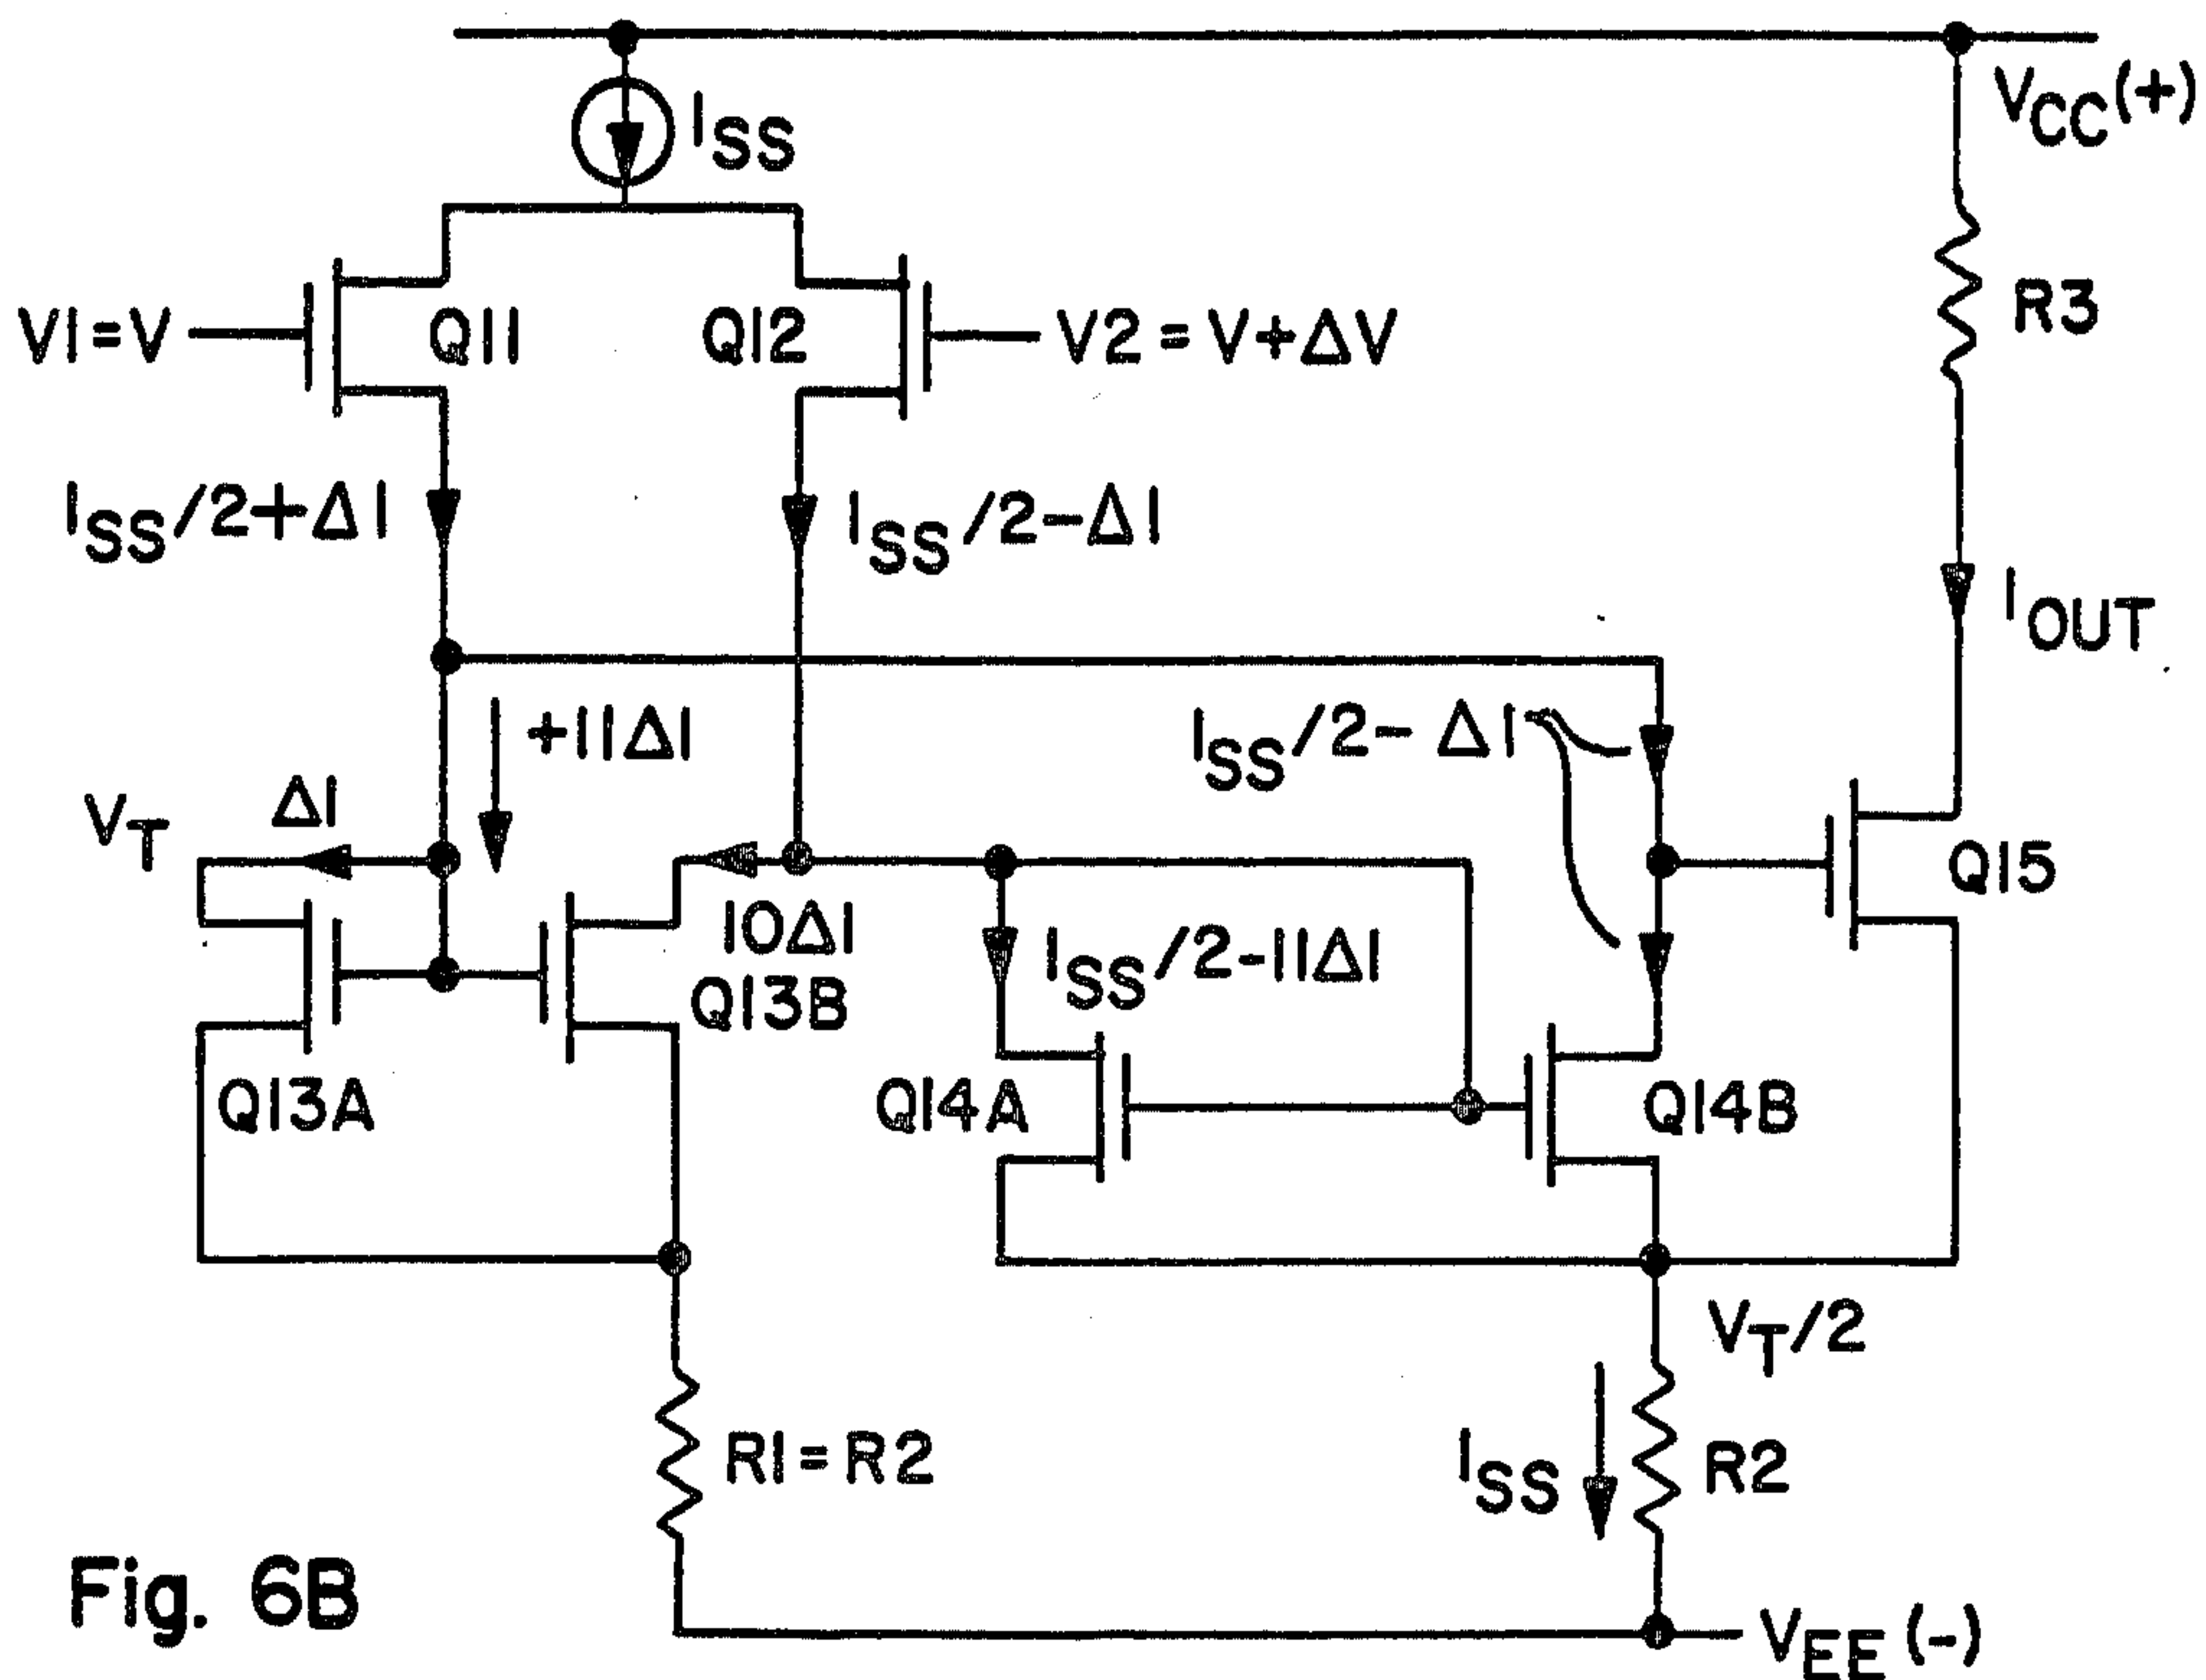 VCC(+)
ISS
R3
V1=V
Q11
Q12
V2=V+ΔV
ISS/2+ΔI
ISS/2-ΔI
IOUT
+11ΔI
ISS/2-ΔI
VT
ΔI
Q15
10ΔI
ISS/2-11ΔI
Q13B
Q13A
Q14A
Q14B
VT/2
R1=R2
ISS
R2
Fig. 6B
VEE(-)